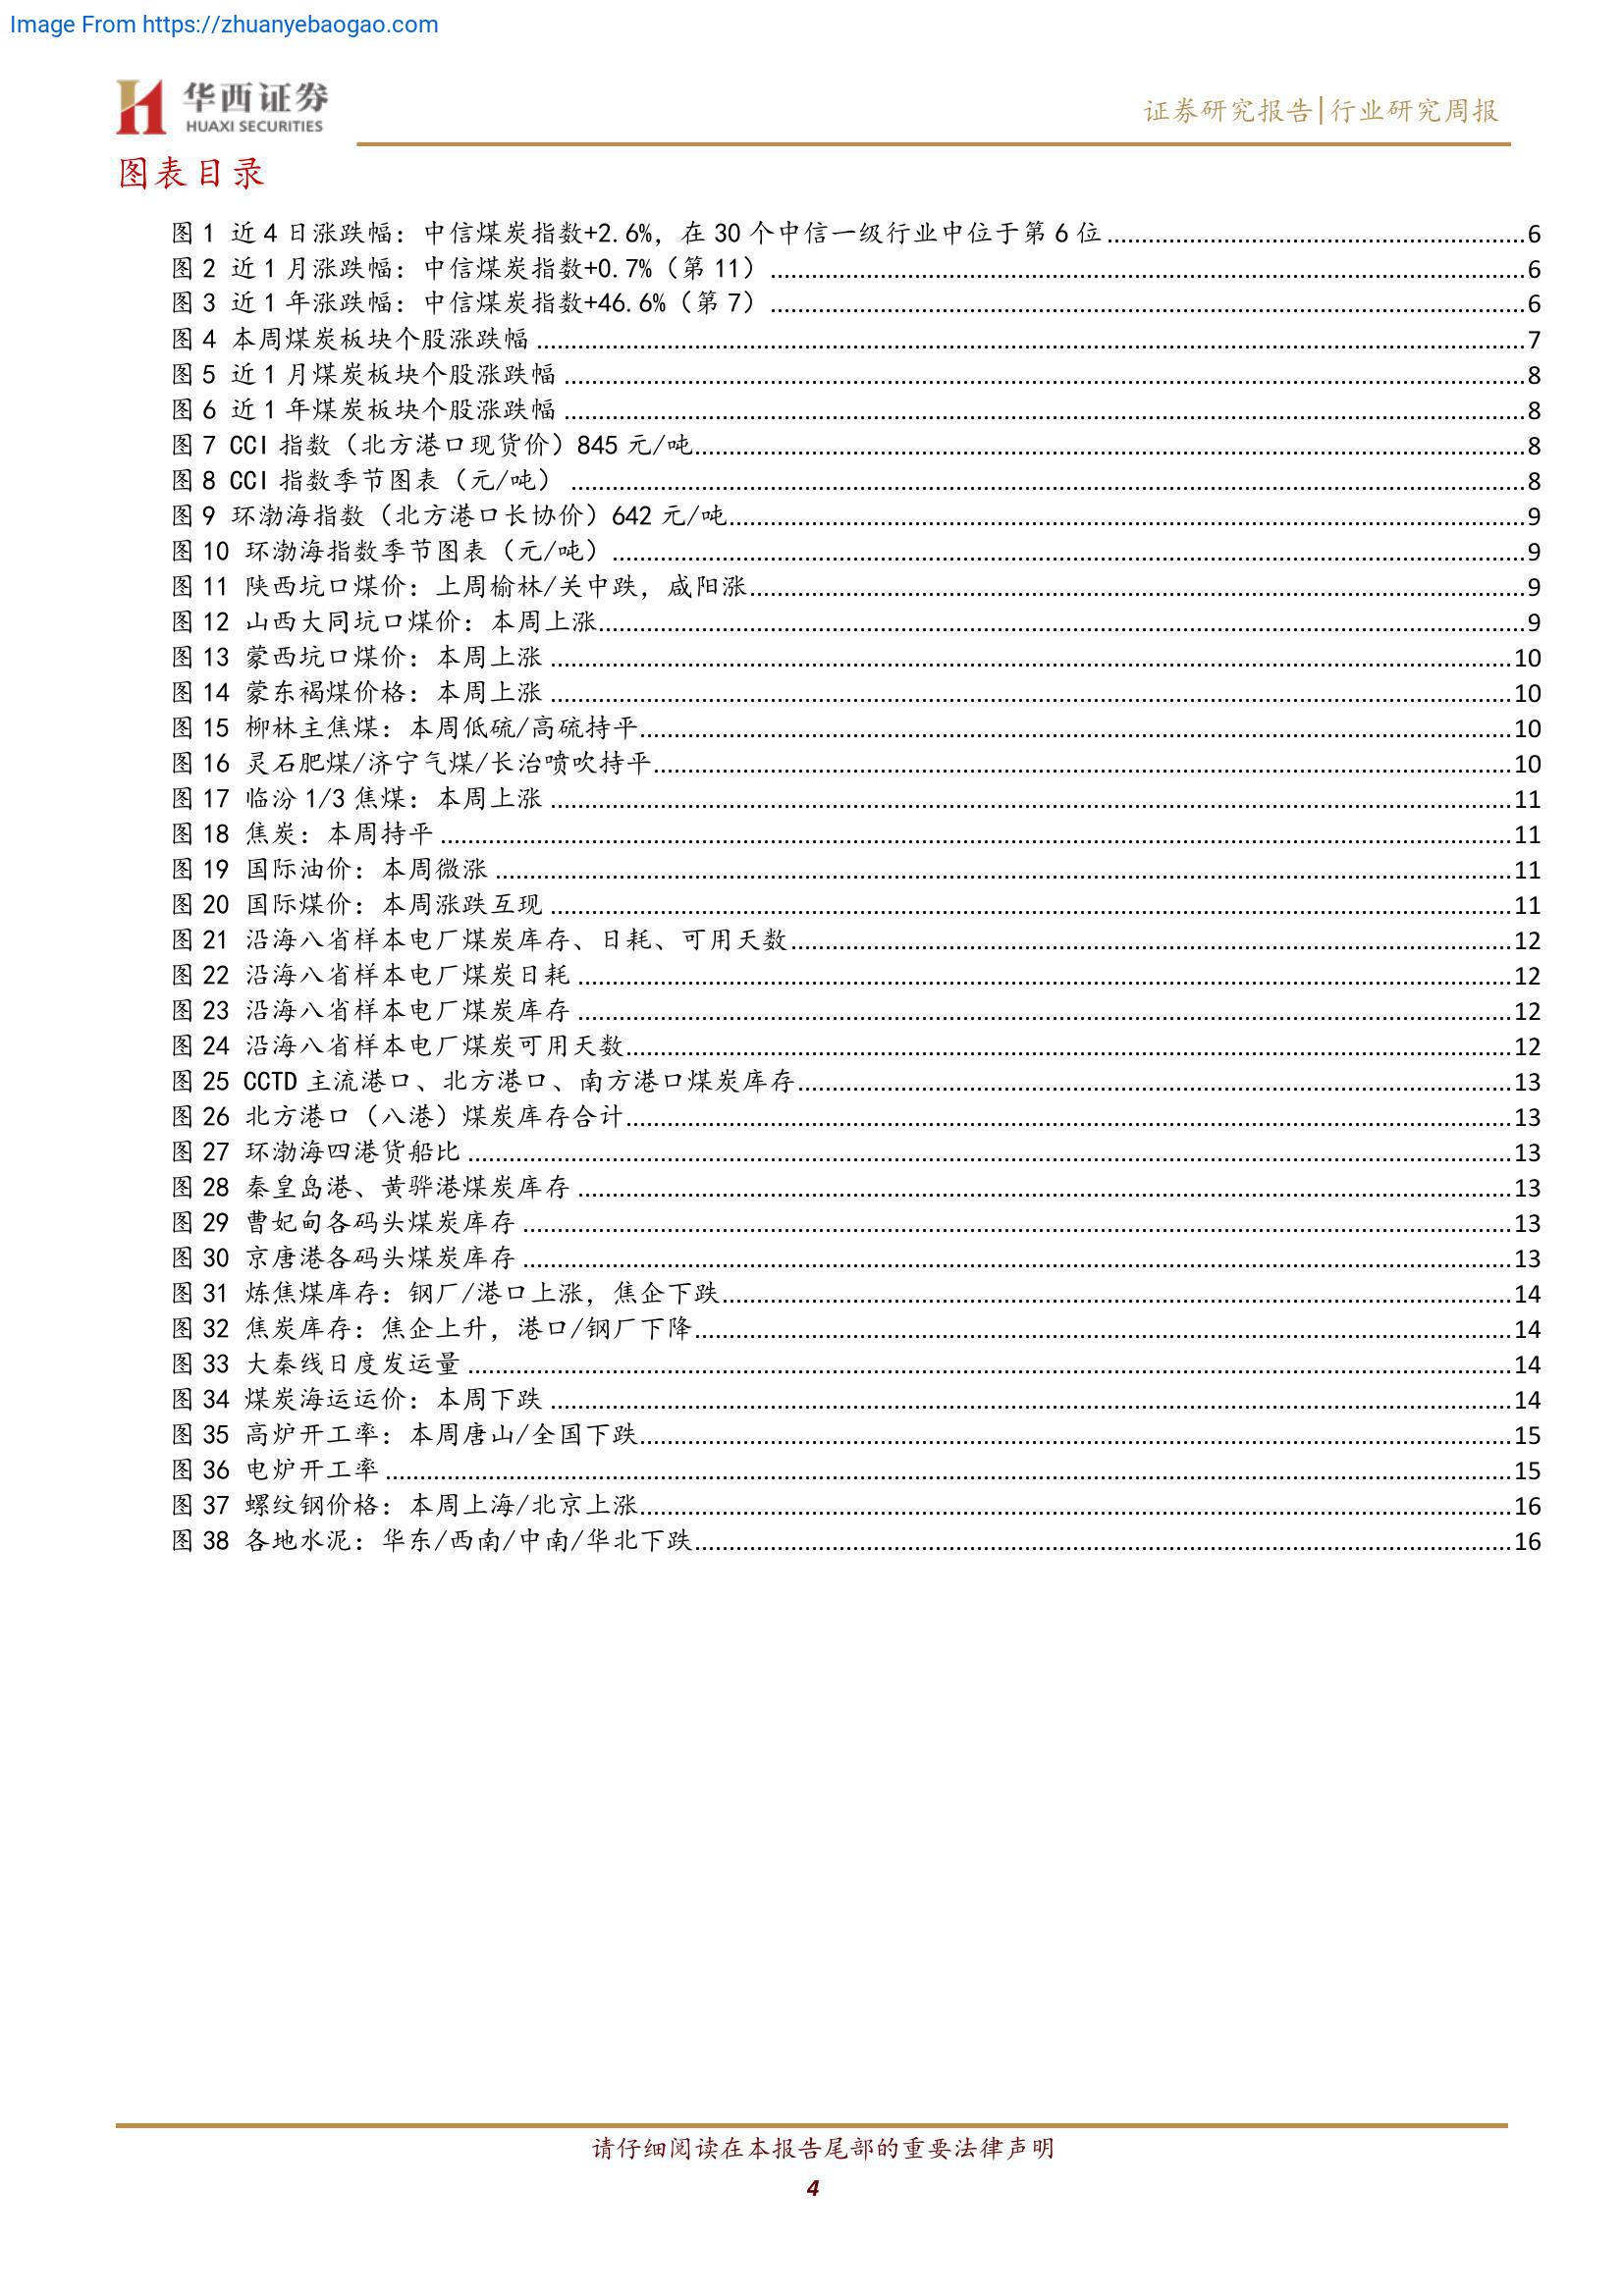 Image From https://zhuanyebaogao.com
华西证券
HUAXI SECURITIES
证券研究报告|行业研究周报
图表目录
图 1 近 4 日涨跌幅：中信煤炭指数+2.6%，在 30 个中信一级行业中位于第 6 位 6
图 2 近 1 月涨跌幅：中信煤炭指数+0.7%（第 11） 6
图 3 近 1 年涨跌幅：中信煤炭指数+46.6%（第 7） 6
图 4 本周煤炭板块个股涨跌幅 7
图 5 近 1 月煤炭板块个股涨跌幅 8
图 6 近 1 年煤炭板块个股涨跌幅 8
图 7 CCI 指数（北方港口现货价）845 元/吨 8
图 8 CCI 指数季节图表（元/吨） 8
图 9 环渤海指数（北方港口长协价）642 元/吨 9
图 10 环渤海指数季节图表（元/吨） 9
图 11 陕西坑口煤价：上周榆林/关中跌，咸阳涨 9
图 12 山西大同坑口煤价：本周上涨 9
图 13 蒙西坑口煤价：本周上涨 10
图 14 蒙东褐煤价格：本周上涨 10
图 15 柳林主焦煤：本周低硫/高硫持平 10
图 16 灵石肥煤/济宁气煤/长治喷吹持平 10
图 17 临汾 1/3 焦煤：本周上涨 11
图 18 焦炭：本周持平 11
图 19 国际油价：本周微涨 11
图 20 国际煤价：本周涨跌互现 11
图 21 沿海八省样本电厂煤炭库存、日耗、可用天数 12
图 22 沿海八省样本电厂煤炭日耗 12
图 23 沿海八省样本电厂煤炭库存 12
图 24 沿海八省样本电厂煤炭可用天数 12
图 25 CCTD 主流港口、北方港口、南方港口煤炭库存 13
图 26 北方港口（八港）煤炭库存合计 13
图 27 环渤海四港货船比 13
图 28 秦皇岛港、黄骅港煤炭库存 13
图 29 曹妃甸各码头煤炭库存 13
图 30 京唐港各码头煤炭库存 13
图 31 炼焦煤库存：钢厂/港口上涨，焦企下跌 14
图 32 焦炭库存：焦企上升，港口/钢厂下降 14
图 33 大秦线日度发运量 14
图 34 煤炭海运运价：本周下跌 14
图 35 高炉开工率：本周唐山/全国下跌 15
图 36 电炉开工率 15
图 37 螺纹钢价格：本周上海/北京上涨 16
图 38 各地水泥：华东/西南/中南/华北下跌 16
请仔细阅读在本报告尾部的重要法律声明
4